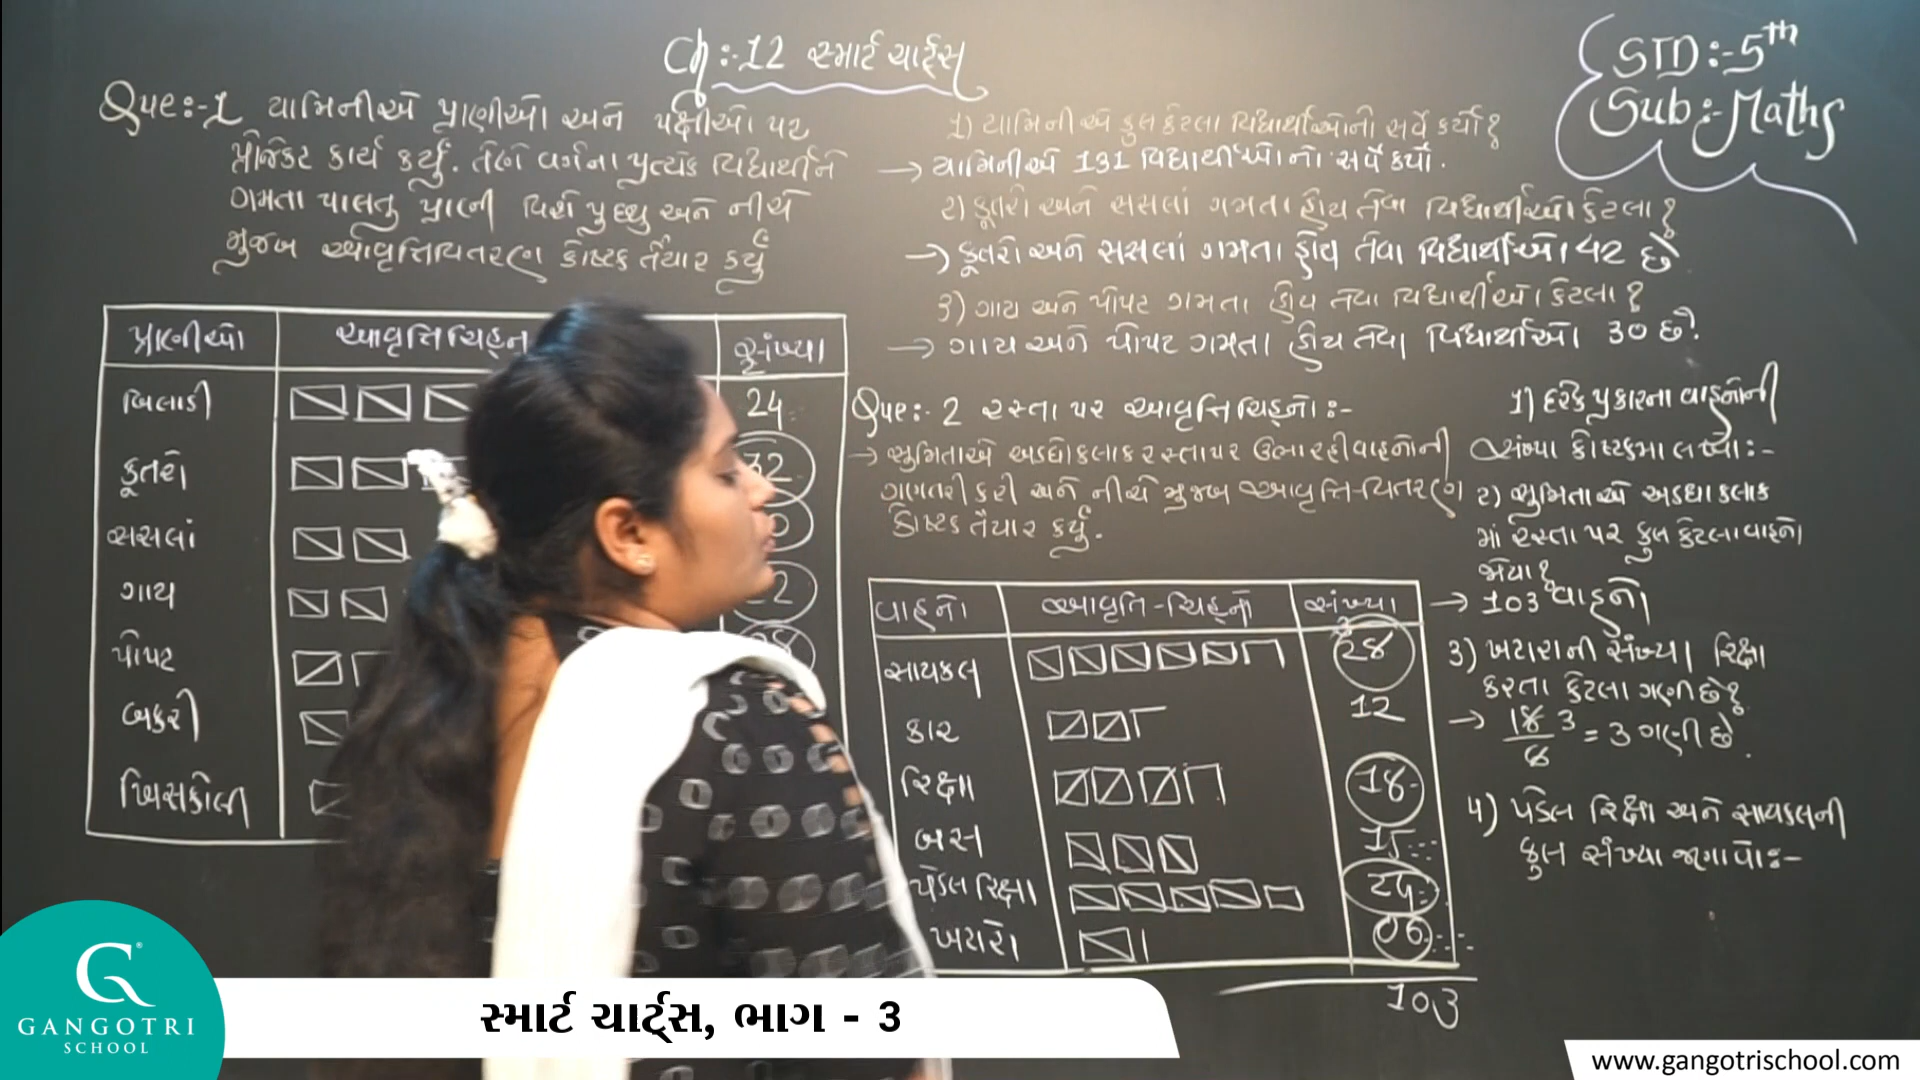 Ch:-12 સ્માર્ટ ચાર્ટ્સ
STD:-5th
Sub:-Maths
Que:-1 યામિનીએ પ્રાણીઓ અને પક્ષીઓ પર
પ્રોજેક્ટ કાર્ય કર્યું. તેણે વર્ગના પ્રત્યેક વિદ્યાર્થીને
ગમતા પાલતુ પ્રાણી વિશે પુછ્યુ અને નીચે
મુજબ આવૃત્તિવિતરણ કોષ્ટક તૈયાર કર્યું
પ્રાણીઓ આવૃત્તિચિહ્ન સંખ્યા
બિલાડી 24
કૂતરો 32
સસલાં
ગાય
પોપટ
બકરી
ખિસકોલી
1) યામિનીએ કુલ કેટલા વિદ્યાર્થીઓનો સર્વે કર્યો?
→ યામિનીએ 131 વિદ્યાર્થીઓનો સર્વે કર્યો.
2) કૂતરો અને સસલાં ગમતા હોય તેવા વિદ્યાર્થીઓ કેટલા?
→ કૂતરો અને સસલાં ગમતા હોય તેવા વિદ્યાર્થીઓ 42 છે
3) ગાય અને પોપટ ગમતા હોય તેવા વિદ્યાર્થીઓ કેટલા?
→ ગાય અને પોપટ ગમતા હોય તેવા વિદ્યાર્થીઓ 30 છે.
Que:- 2 રસ્તા પર આવૃત્તિ ચિહ્નો:-
→ સુમિતાએ અડધો કલાક રસ્તા પર ઉભા રહી વાહનોની
ગણતરી કરી અને નીચે મુજબ આવૃત્તિ-વિતરણ
કોષ્ટક તૈયાર કર્યું.
વાહનો આવૃતિ-ચિહ્નો સંખ્યા
સાયકલ 28
કાર 12
રિક્ષા 18
બસ 15
પેડલ રિક્ષા 24
ખટારો 06
103
1) દરેક પ્રકારના વાહનોની
સંખ્યા કોષ્ટકમા લખો:-
2) સુમિતાએ અડધા કલાક
માં રસ્તા પર કુલ કેટલા વાહનો
જોયા?
→ 103 વાહનો
3) ખટારાની સંખ્યા રિક્ષા
કરતા કેટલા ગણી છે?
→ 18/6 3 = 3 ગણી છે.
4) પેડલ રિક્ષા અને સાયકલની
કુલ સંખ્યા જણાવો:-
G
GANGOTRI
SCHOOL
સ્માર્ટ ચાર્ટ્સ, ભાગ - 3
www.gangotrischool.com